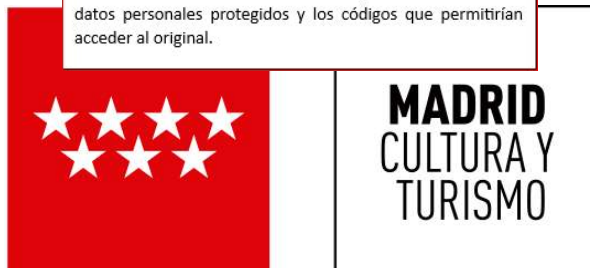 datos personales protegidos y los códigos que permitirían
acceder al original.
MADRID
CULTURA Y
TURISMO